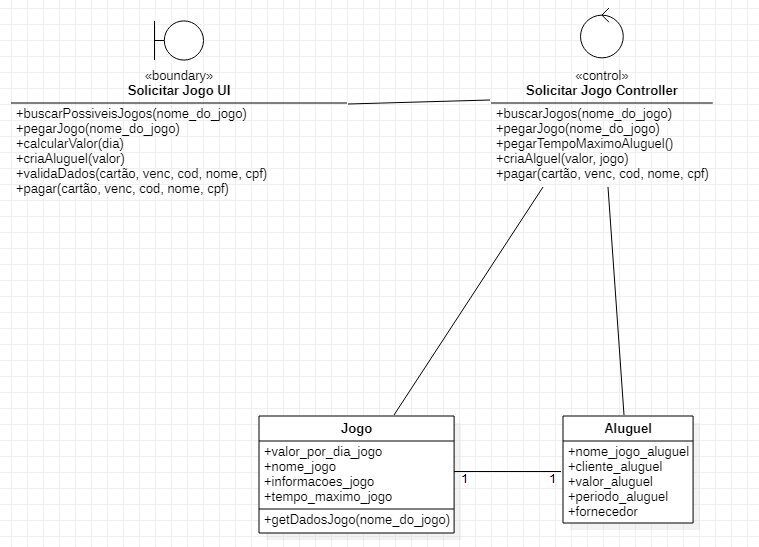 «boundary»
Solicitar Jogo UI
+buscarPossiveisJogos(nome_do_jogo)
+pegarJogo(nome_do_jogo)
+calcularValor(dia)
+criaAluguel(valor)
+validaDados(cartão, venc, cod, nome, cpf)
+pagar(cartão, venc, cod, nome, cpf)
«control»
Solicitar Jogo Controller
+buscarJogos(nome_do_jogo)
+pegarJogo(nome_do_jogo)
+pegarTempoMaximoAluguel()
+criaAlguel(valor, jogo)
+pagar(cartão, venc, cod, nome, cpf)
Jogo
+valor_por_dia_jogo
+nome_jogo
+informacoes_jogo
+tempo_maximo_jogo
+getDadosJogo(nome_do_jogo)
1
1
Aluguel
+nome_jogo_aluguel
+cliente_aluguel
+valor_aluguel
+periodo_aluguel
+fornecedor